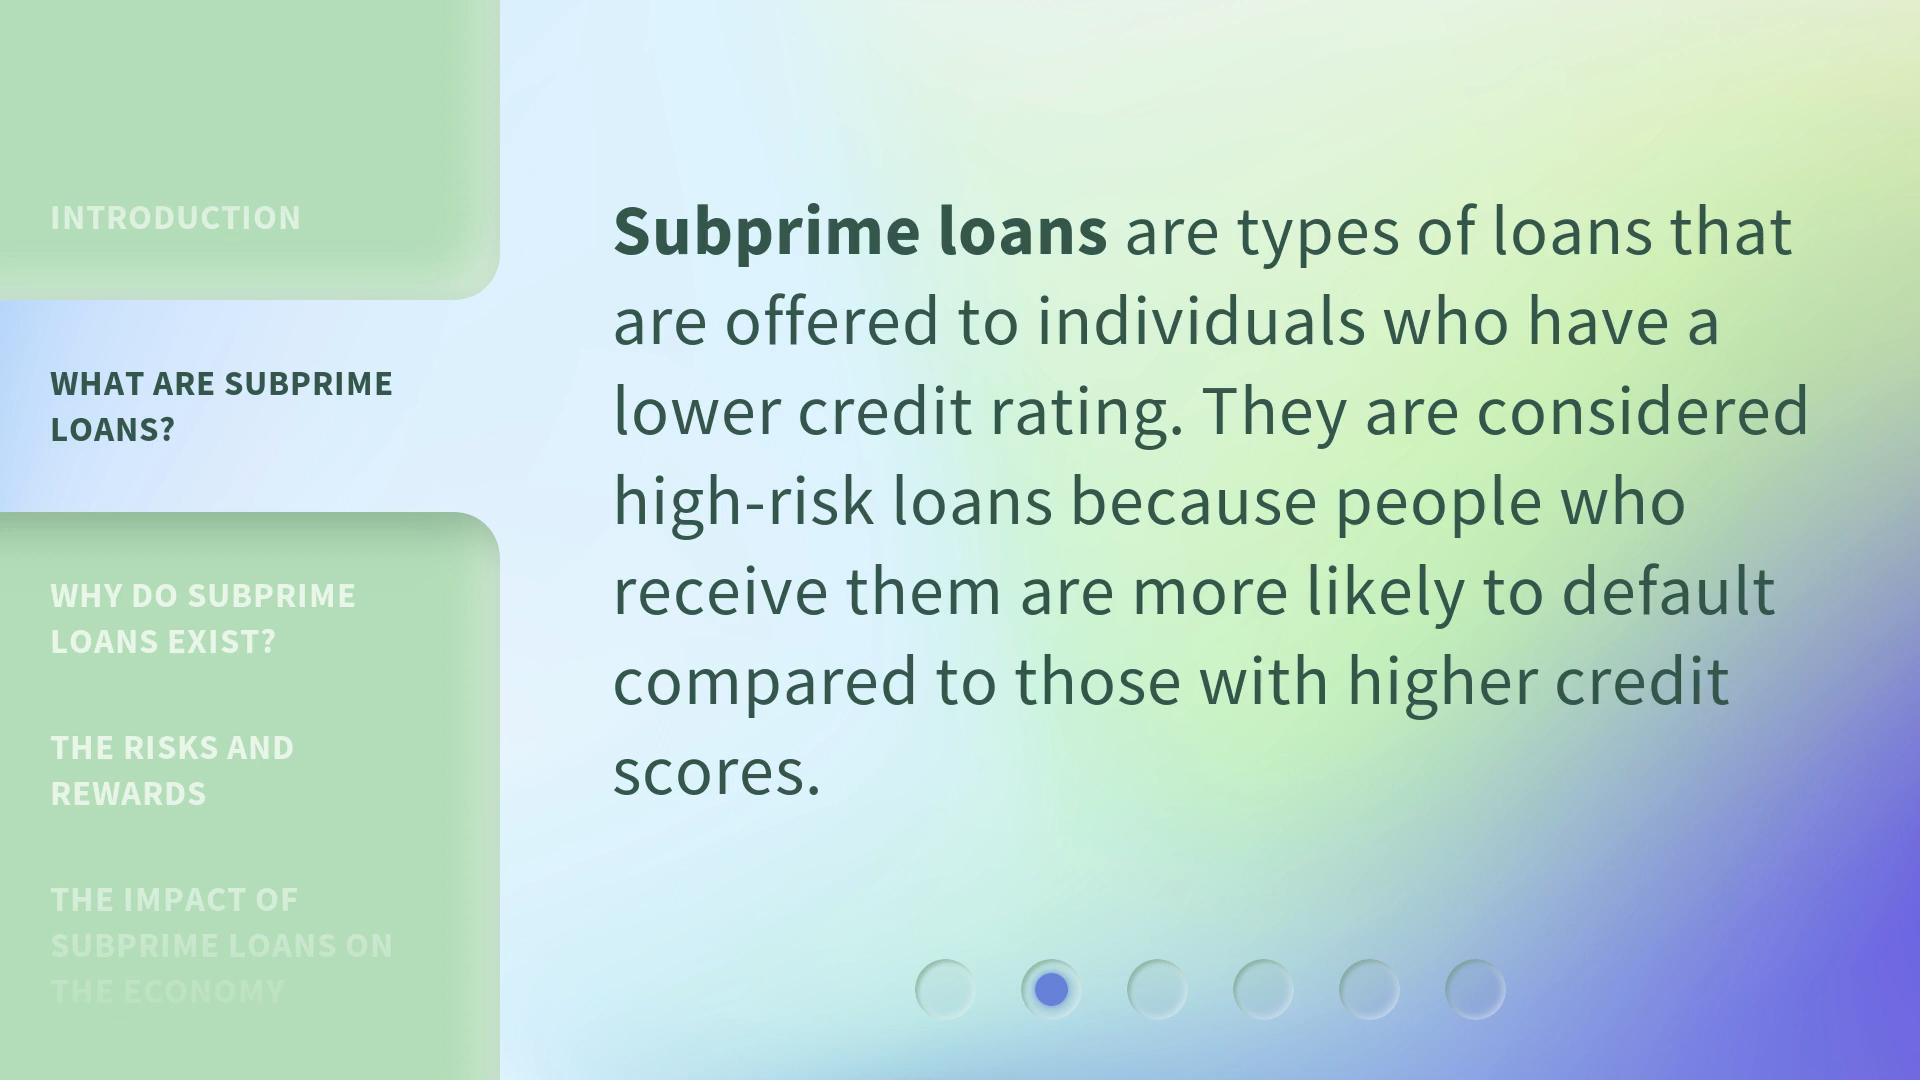 INTRODUCTION
WHAT ARE SUBPRIME
LOANS?
WHY DO SUBPRIME
LOANS EXIST?
THE RISKS AND
REWARDS
THE IMPACT OF
SUBPRIME LOANS ON
THE ECONOMY
Subprime loans are types of loans that
are offered to individuals who have a
lower credit rating. They are considered
high-risk loans because people who
receive them are more likely to default
compared to those with higher credit
scores.